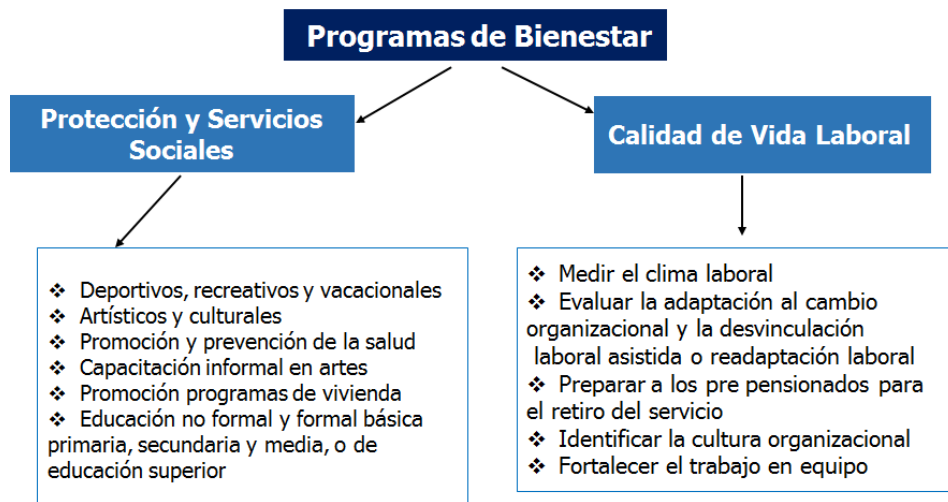 Programas de Bienestar
Protección y Servicios
Sociales
Calidad de Vida Laboral
❖ Deportivos, recreativos y vacacionales
❖ Artísticos y culturales
❖ Promoción y prevención de la salud
❖ Capacitación informal en artes
❖ Promoción programas de vivienda
❖ Educación no formal y formal básica
primaria, secundaria y media, o de
educación superior
❖ Medir el clima laboral
❖ Evaluar la adaptación al cambio
organizacional y la desvinculación
laboral asistida o readaptación laboral
❖ Preparar a los pre pensionados para
el retiro del servicio
❖ Identificar la cultura organizacional
❖ Fortalecer el trabajo en equipo